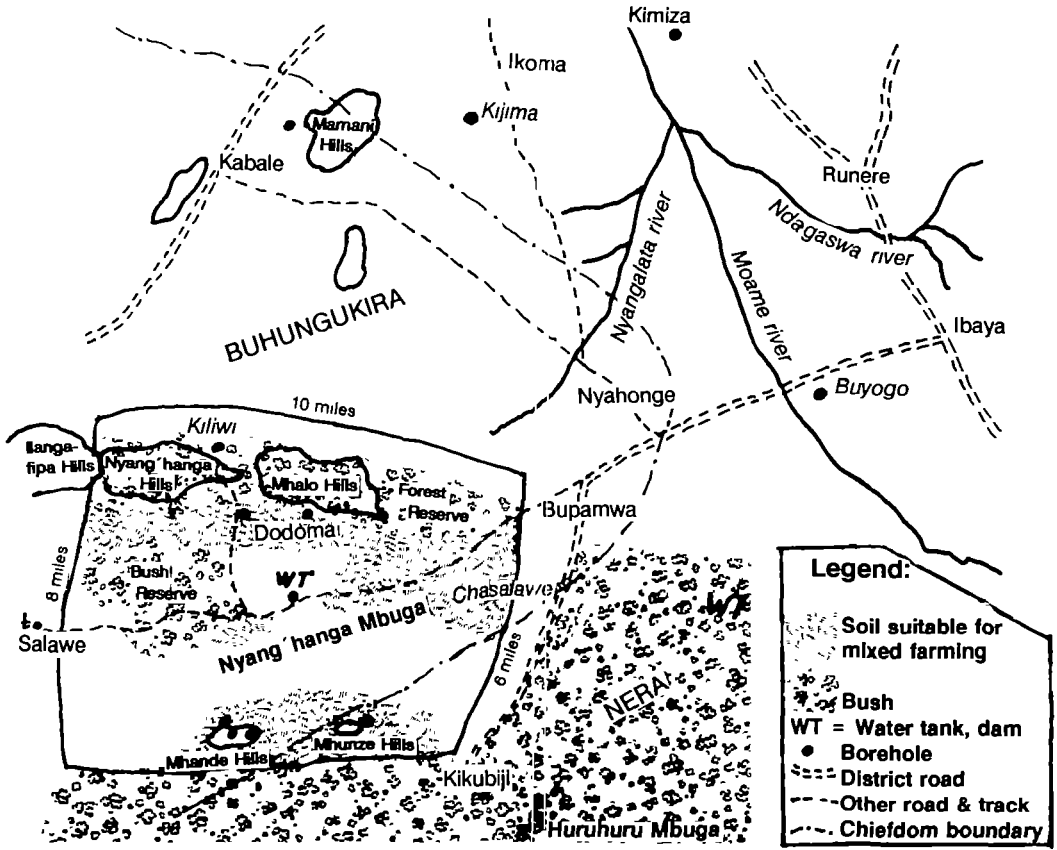 Kimiza
Ikoma
Kijima
Mamani
Hills
Kabale
Runere
Ndagaswa river
Nyangalata river
Moame river
BUHUNGUKIRA
Ibaya
Buyogo
Nyahonge
10 miles
Kiliwi
Ilanga-
fipa Hills
Nyang'hanga
Hills
Mhalo Hills
Forest
Reserve
Bupamwa
Dodoma
8 miles
Bush
Reserve
WT
Chasalawe
WT
Salawe
Nyang'hanga Mbuga
6 miles
NERA
Mhande Hills
Mhunze Hills
Kikubiji
Huruhuru Mbuga
Legend:
Soil suitable for
mixed farming
Bush
WT = Water tank, dam
Borehole
District road
Other road & track
Chiefdom boundary